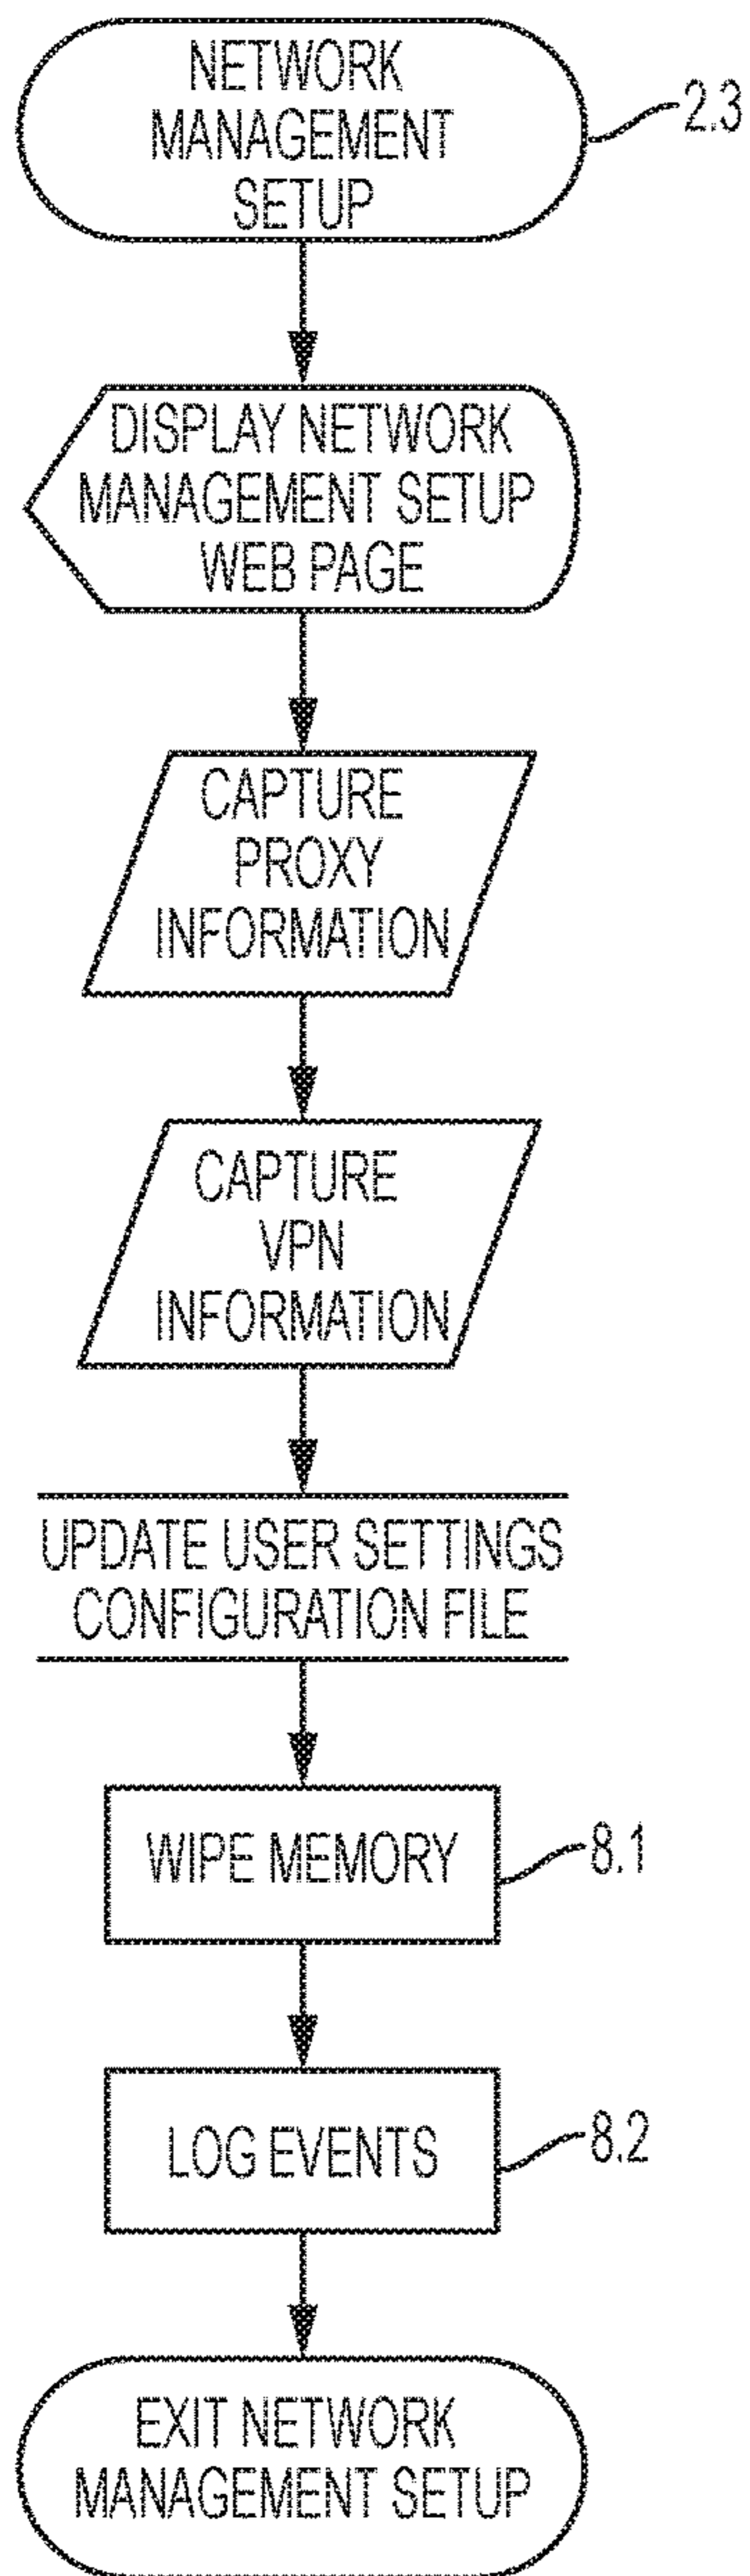 NETWORK
MANAGEMENT
SETUP
2.3
DISPLAY NETWORK
MANAGEMENT SETUP
WEB PAGE
CAPTURE
PROXY
INFORMATION
CAPTURE
VPN
INFORMATION
UPDATE USER SETTINGS
CONFIGURATION FILE
WIPE MEMORY
8.1
LOG EVENTS
8.2
EXIT NETWORK
MANAGEMENT SETUP